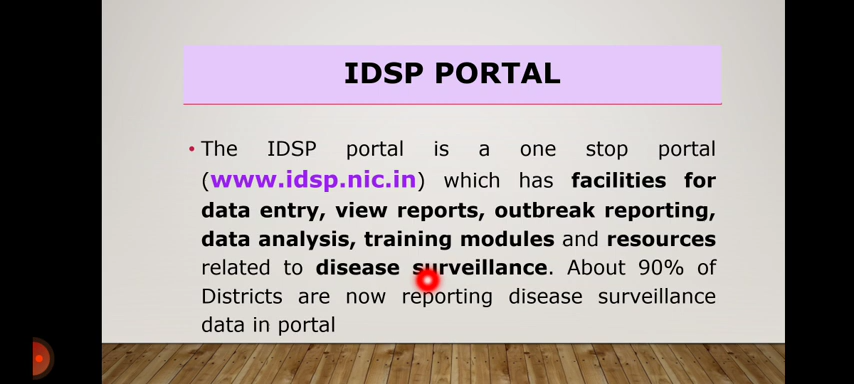 IDSP PORTAL
• The IDSP portal is a one stop portal
(www.idsp.nic.in) which has facilities for
data entry, view reports, outbreak reporting,
data analysis, training modules and resources
related to disease surveillance. About 90% of
Districts are now reporting disease surveillance
data in portal